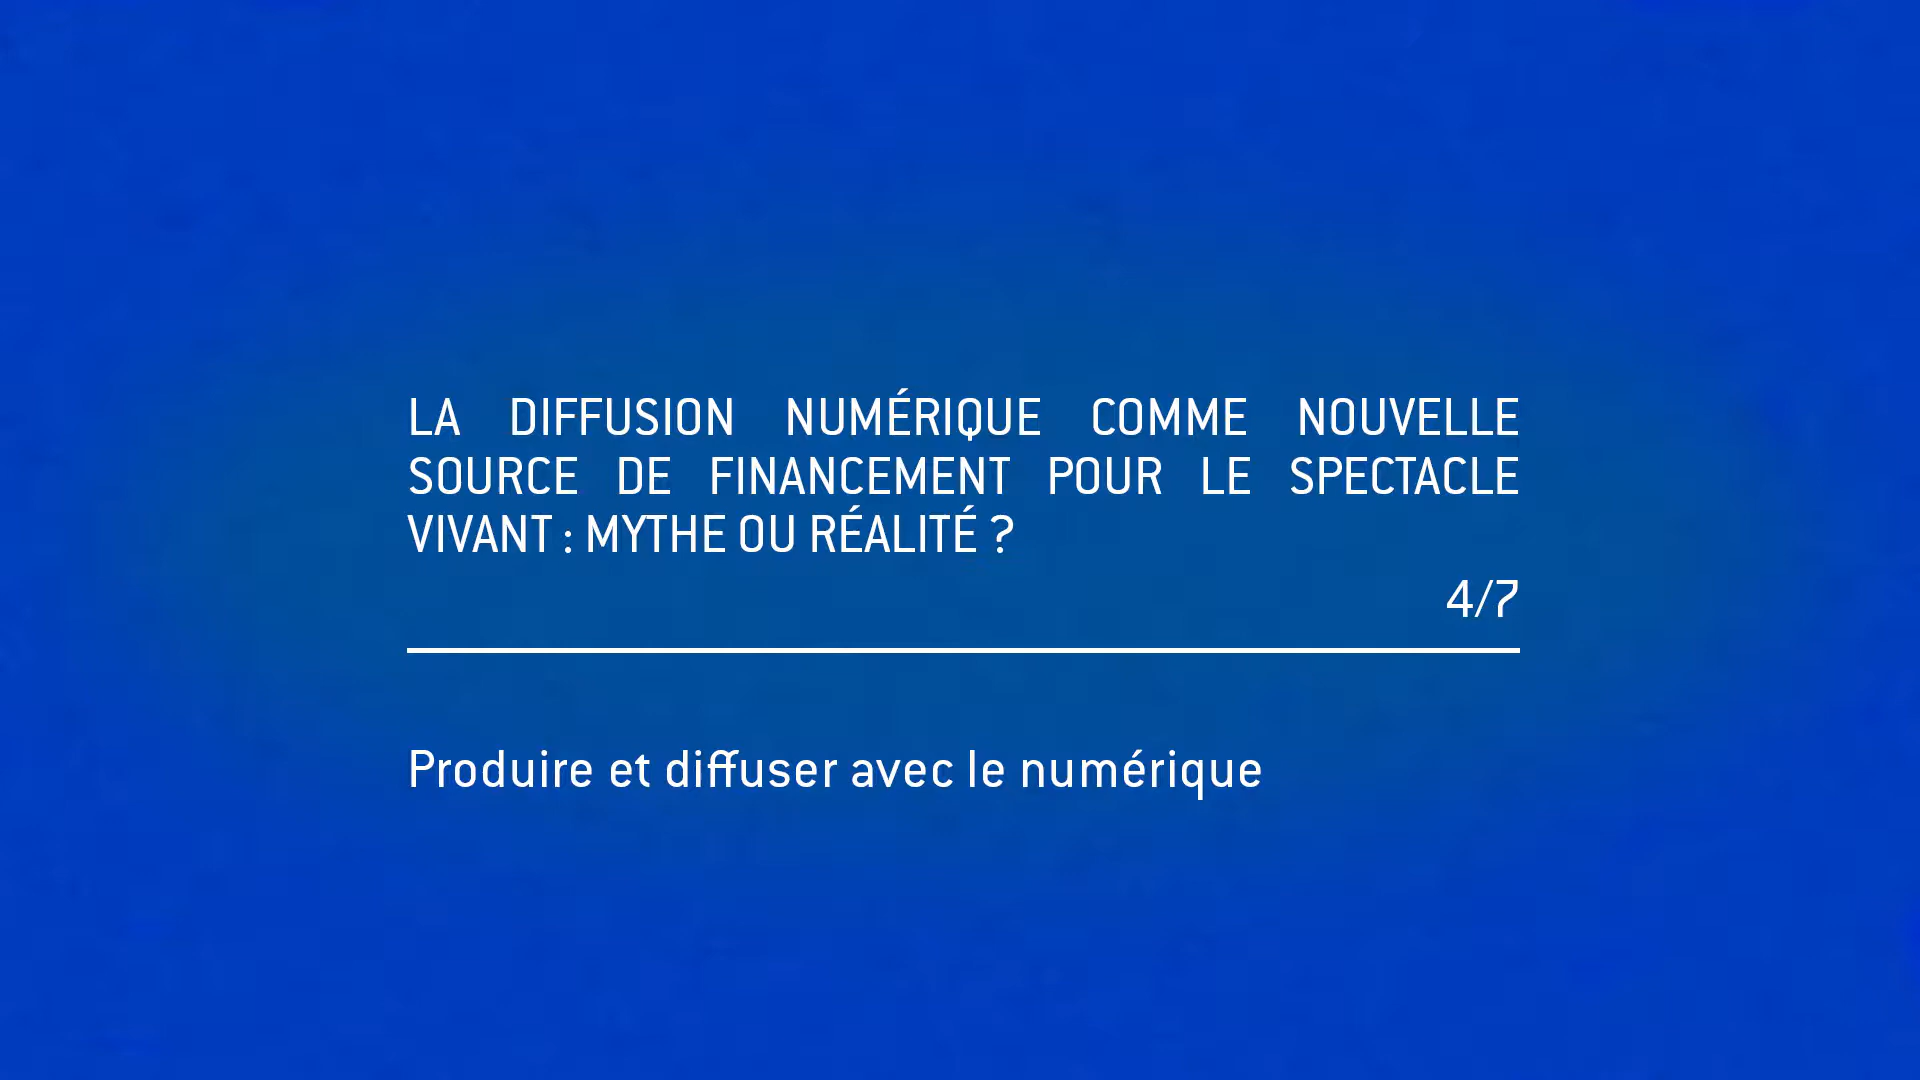 LA DIFFUSION NUMÉRIQUE COMME NOUVELLE
SOURCE DE FINANCEMENT POUR LE SPECTACLE
VIVANT : MYTHE OU RÉALITÉ ?
4/7
Produire et diffuser avec le numérique